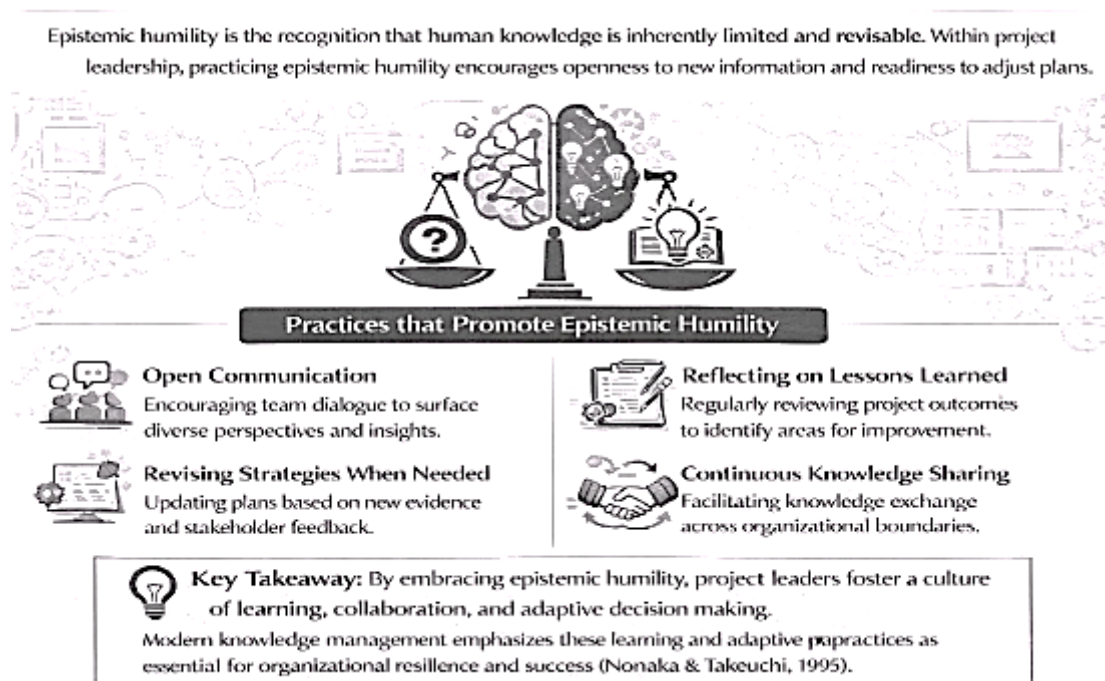 Epistemic humility is the recognition that human knowledge is inherently limited and revisable. Within project
leadership, practicing epistemic humility encourages openness to new information and readiness to adjust plans.
?
Practices that Promote Epistemic Humility
Open Communication
Encouraging team dialogue to surface
diverse perspectives and insights.
Revising Strategies When Needed
Updating plans based on new evidence
and stakeholder feedback.
Reflecting on Lessons Learned
Regularly reviewing project outcomes
to identify areas for improvement.
Continuous Knowledge Sharing
Facilitating knowledge exchange
across organizational boundaries.
Key Takeaway: By embracing epistemic humility, project leaders foster a culture
of learning, collaboration, and adaptive decision making.
Modern knowledge management emphasizes these learning and adaptive papractices as
essential for organizational resilience and success (Nonaka & Takeuchi, 1995).